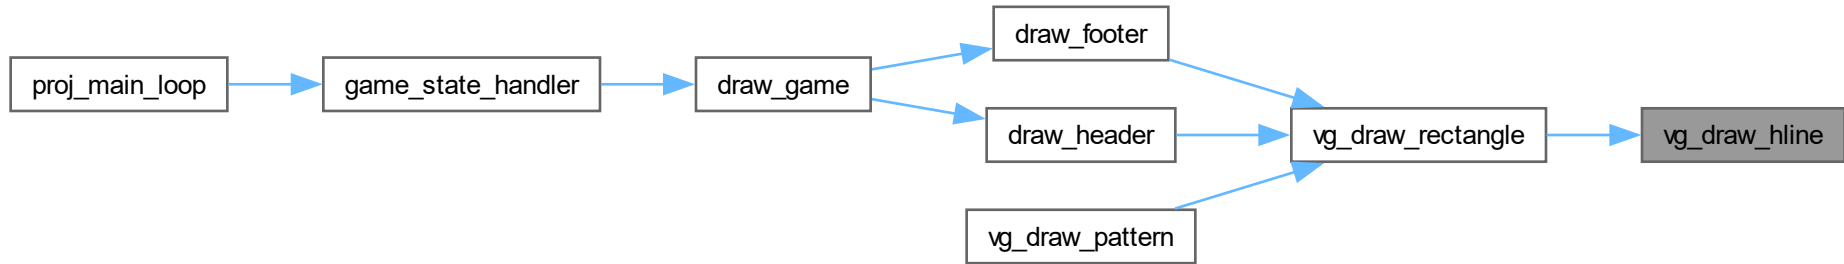 proj_main_loop
game_state_handler
draw_game
draw_footer
draw_header
vg_draw_pattern
vg_draw_rectangle
vg_draw_hline